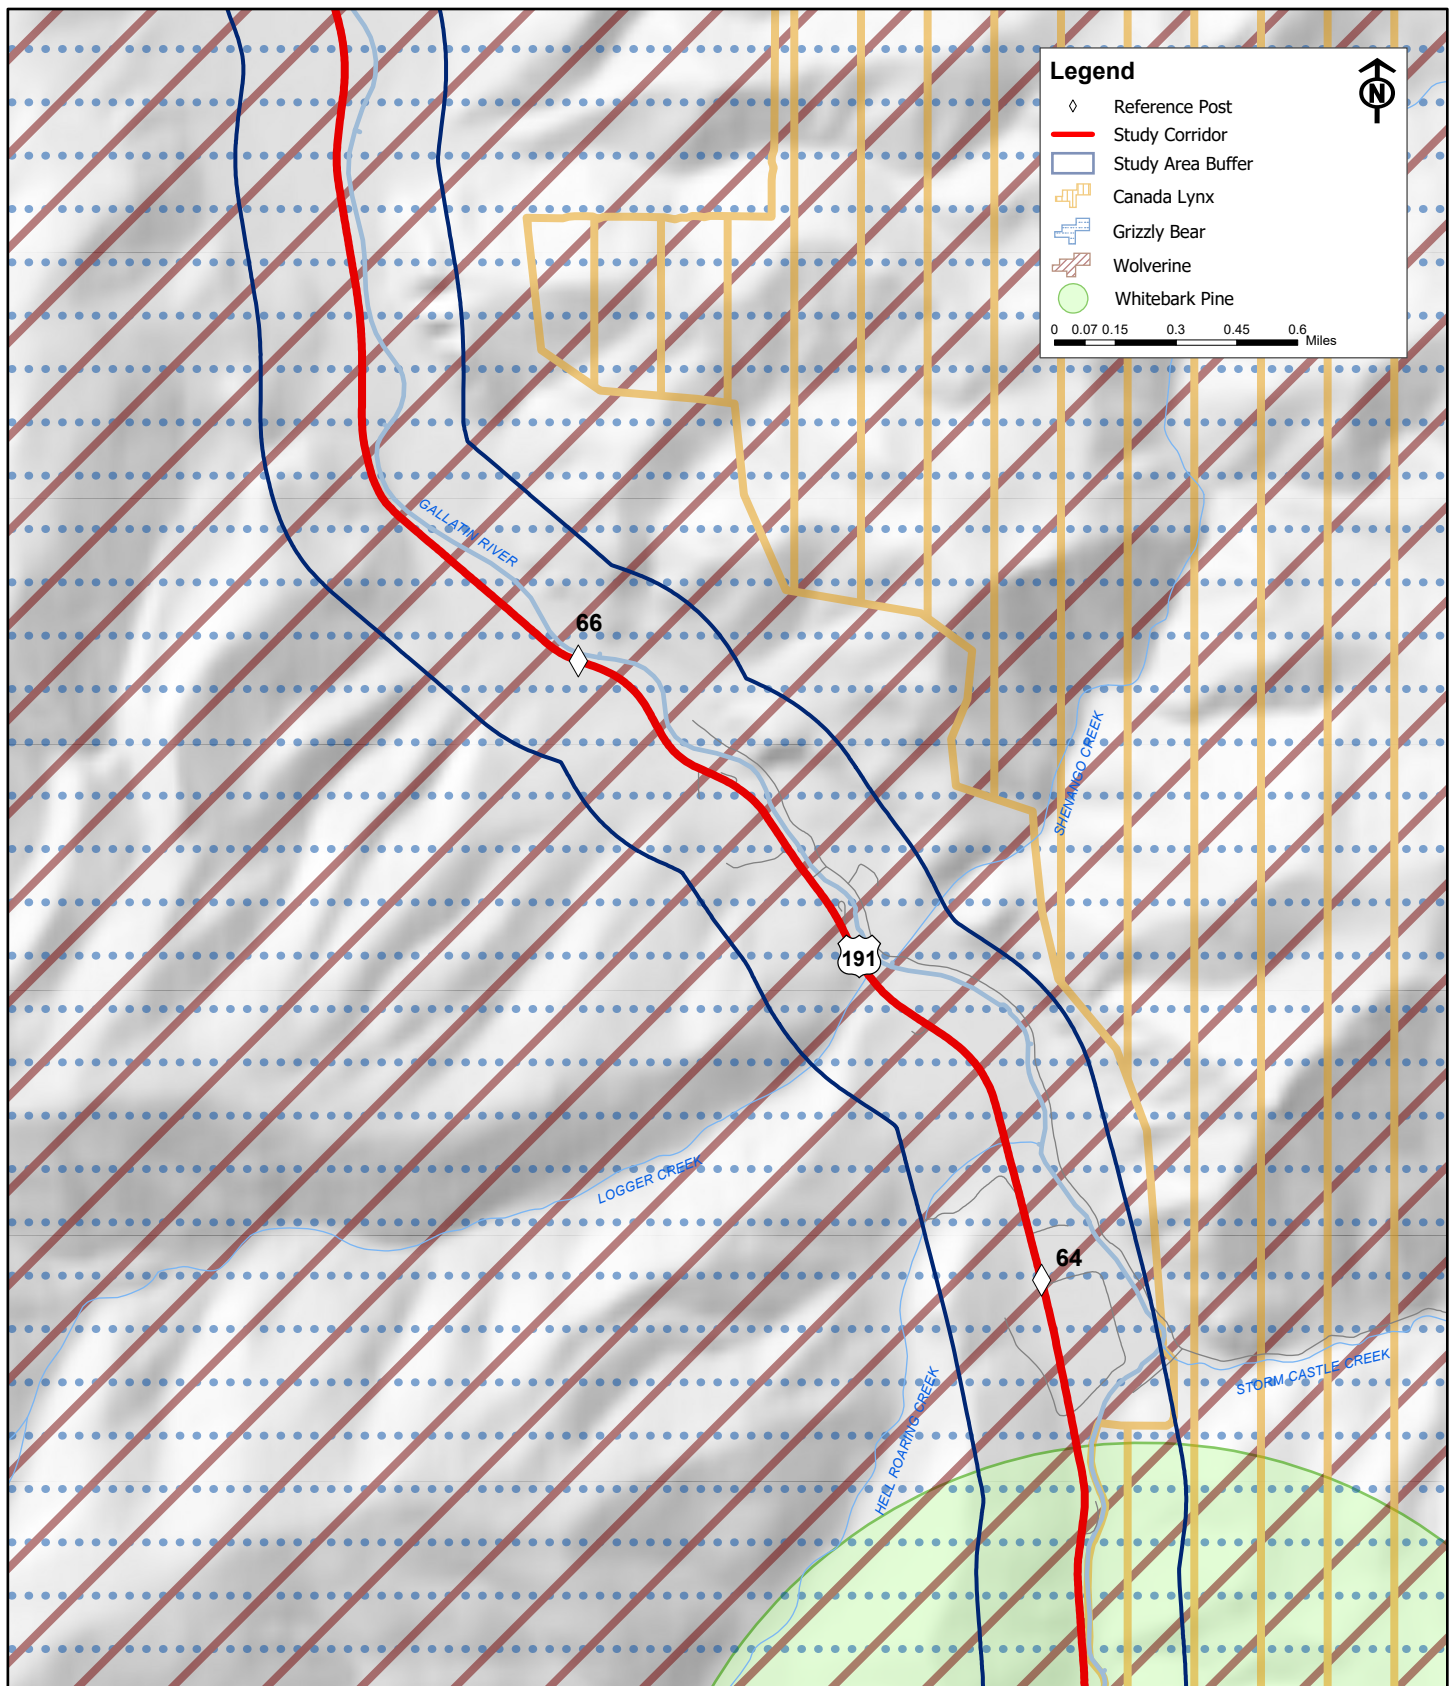 Legend
N
Reference Post
Study Corridor
Study Area Buffer
Canada Lynx
Grizzly Bear
Wolverine
Whitebark Pine
0 0.07 0.15 0.3 0.45 0.6
Miles
GALLATIN RIVER
66
SHENANGO CREEK
191
LOGGER CREEK
64
STORM CASTLE CREEK
HELL ROARING CREEK